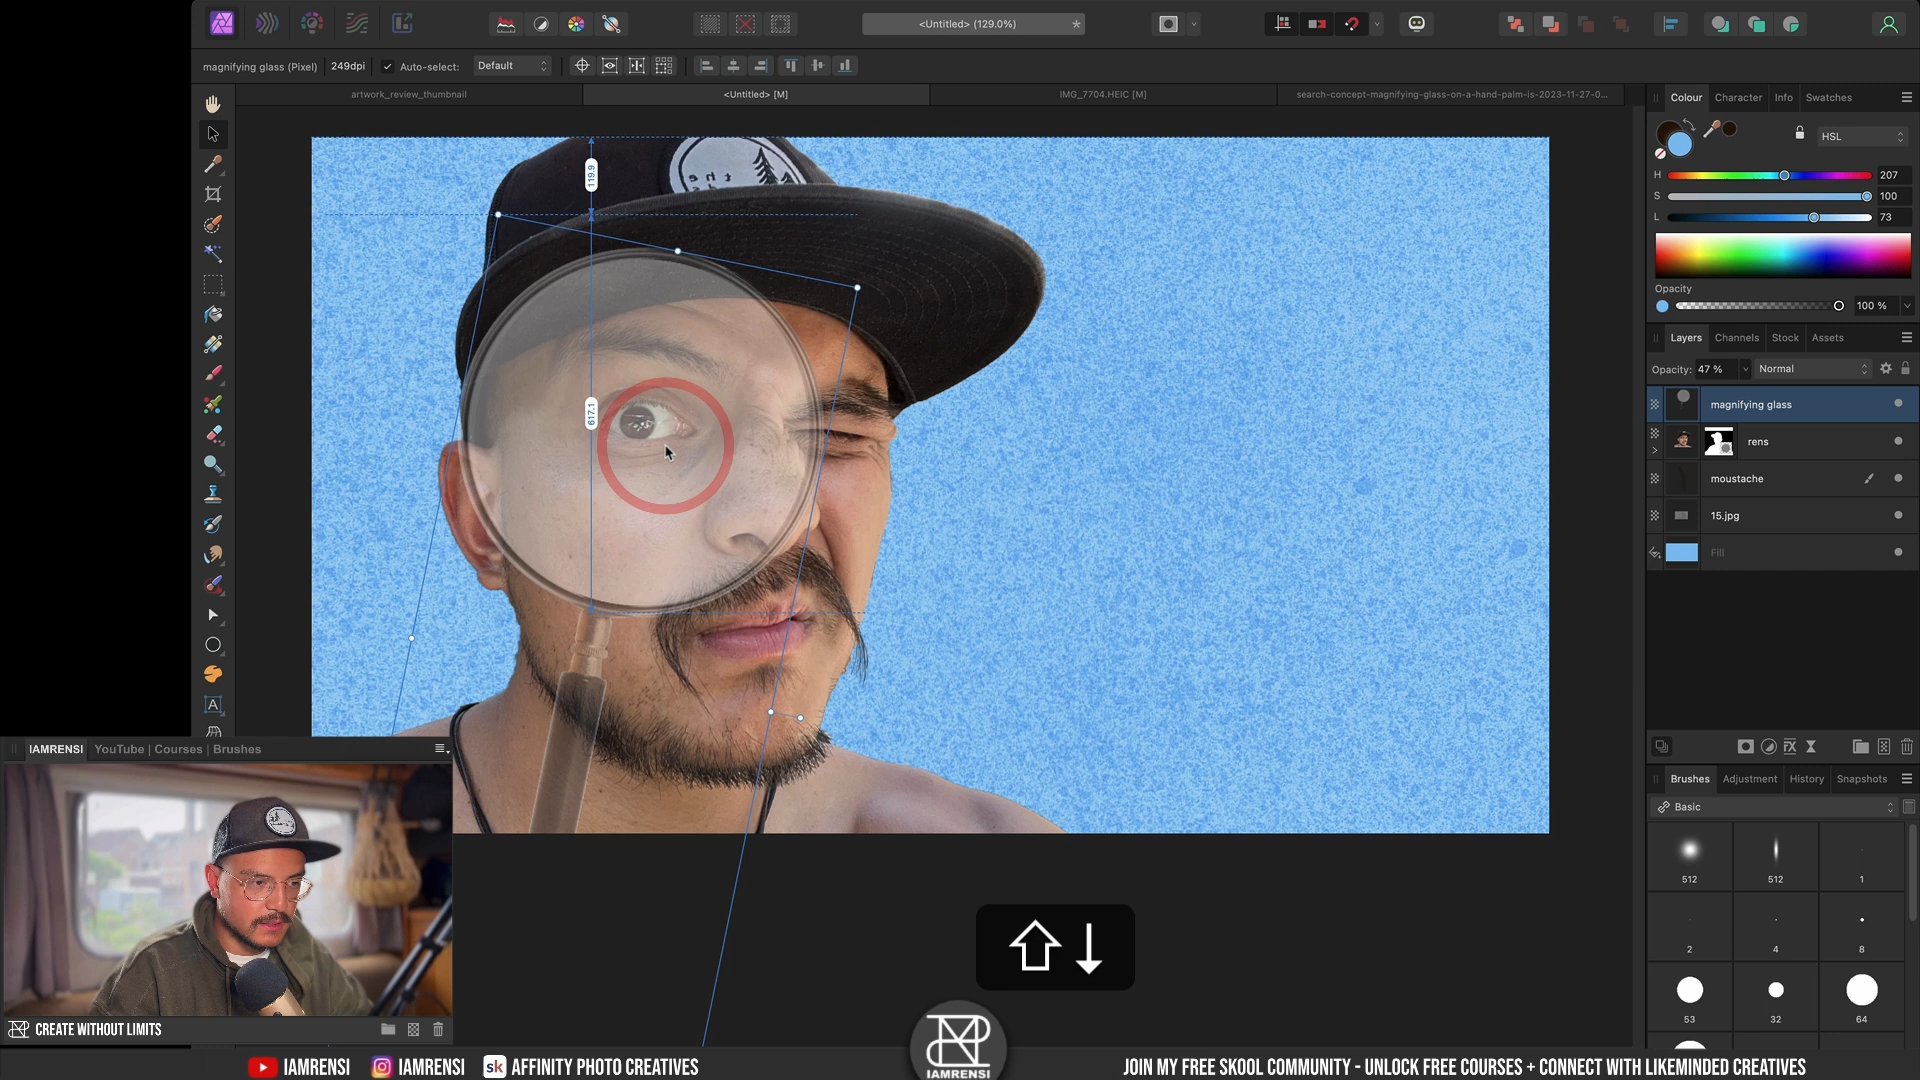 <Untitled> (129.0%)
*
magnifying glass (Pixel)
249dpi
Auto-select:
Default
artwork_review_thumbnail
<Untitled> [M]
IMG_7704.HEIC [M]
search-concept-magnifying-glass-on-a-hand-palm-is-2023-11-27-0...
Colour
Character
Info
Swatches
HSL
H
207
S
100
L
73
Opacity
100 %
Layers
Channels
Stock
Assets
Opacity:
47 %
Normal
magnifying glass
rens
moustache
15.jpg
Fill
119.9
617.1
A
FX
Brushes
Adjustment
History
Snapshots
Basic
512
512
1
2
4
8
53
32
64
IAMRENSI
YouTube | Courses | Brushes
CREATE WITHOUT LIMITS
IAMRENSI
IAMRENSI
sk
AFFINITY PHOTO CREATIVES
IAMRENSI
JOIN MY FREE SKOOL COMMUNITY - UNLOCK FREE COURSES + CONNECT WITH LIKEMINDED CREATIVES